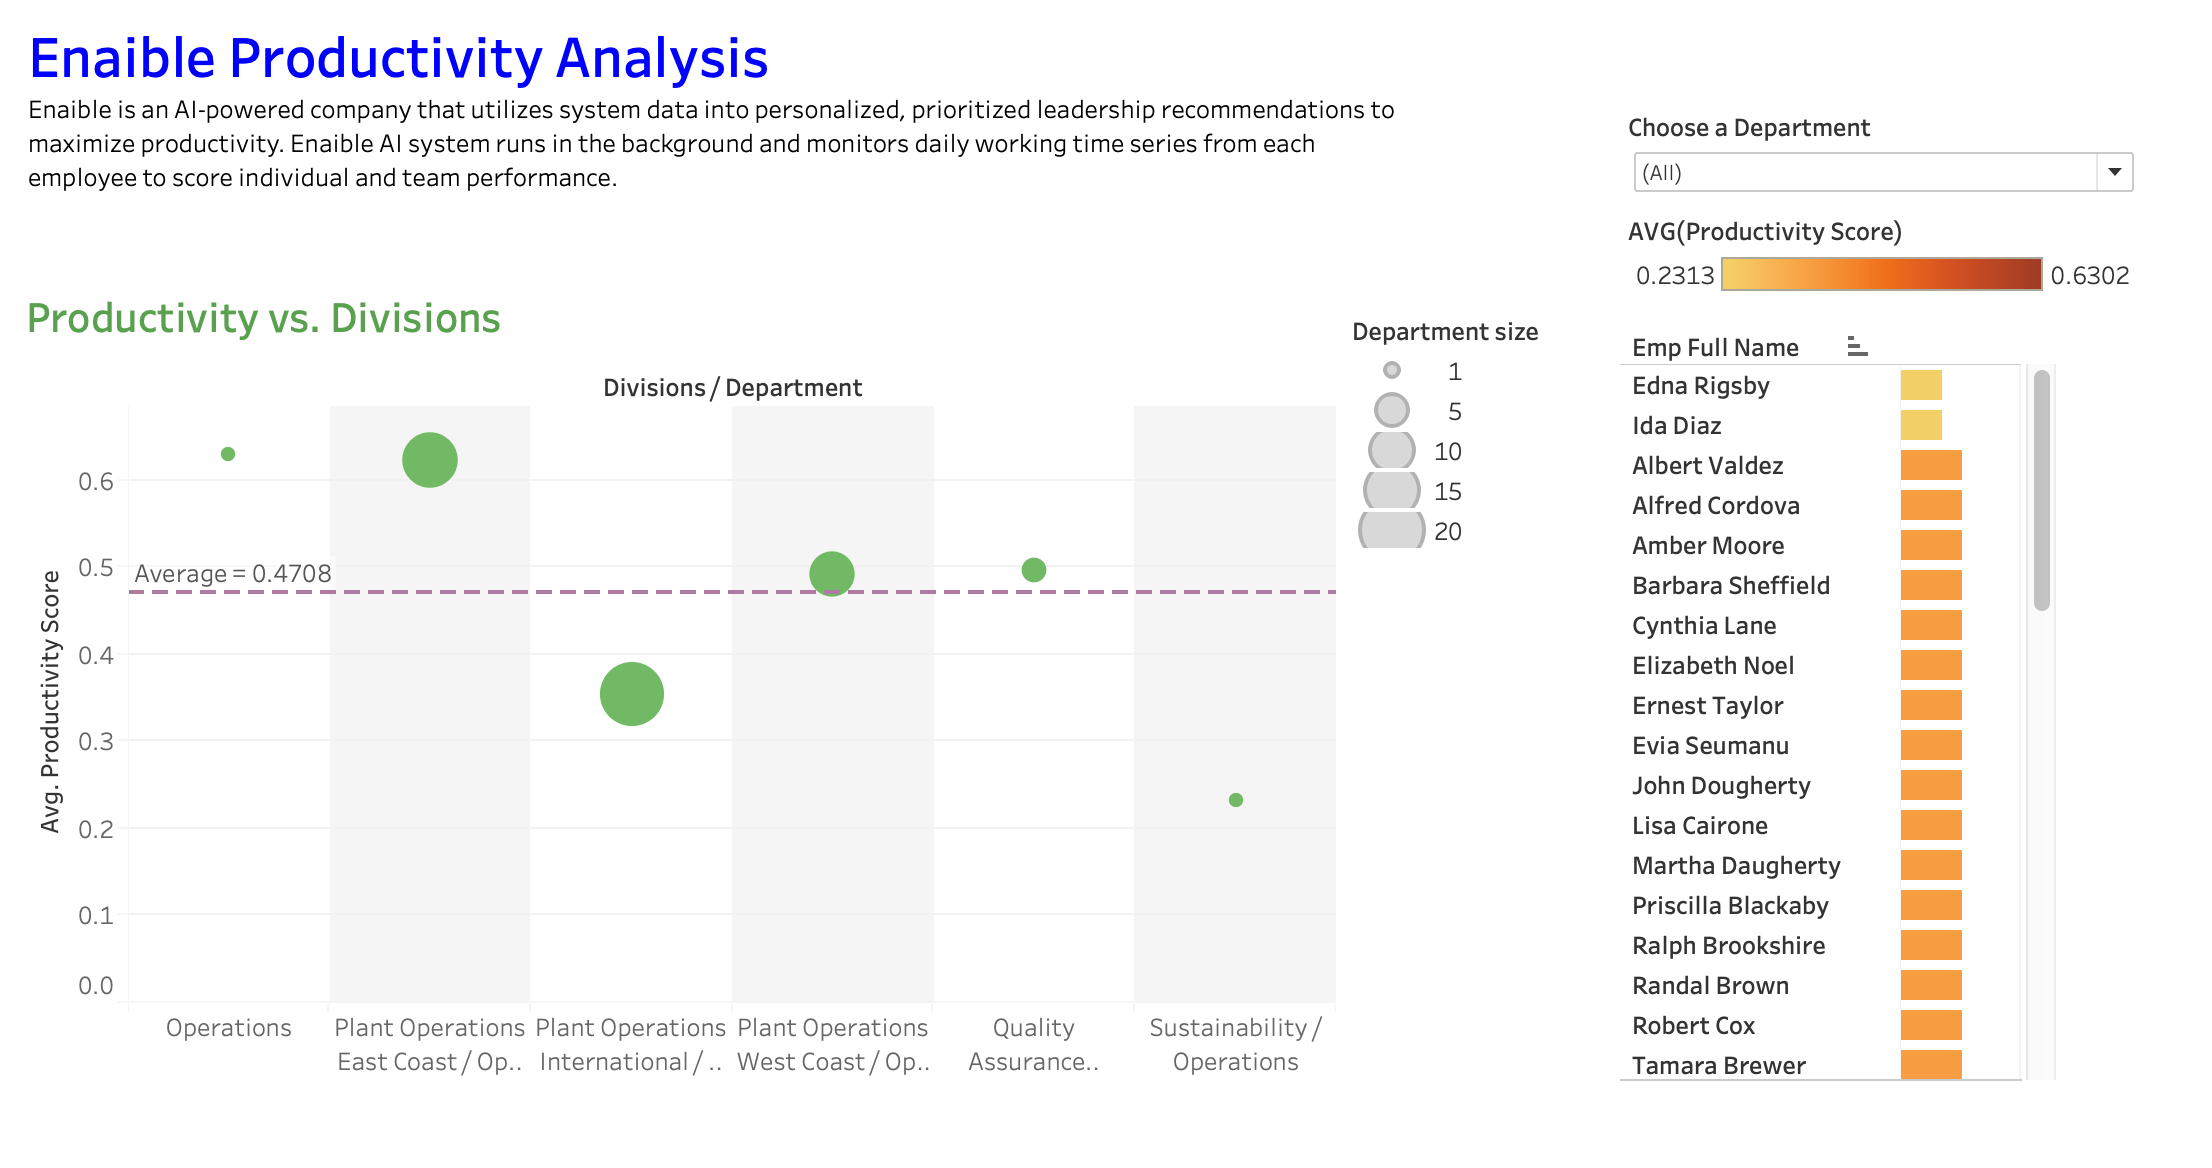 Enaible Productivity Analysis
Enaible is an AI-powered company that utilizes system data into personalized, prioritized leadership recommendations to
maximize productivity. Enaible AI system runs in the background and monitors daily working time series from each
employee to score individual and team performance.
Choose a Department
(All)
AVG(Productivity Score)
0.2313
0.6302
Productivity vs. Divisions
Department size
1
5
10
15
20
Divisions / Department
Avg. Productivity Score
0.6
0.5
0.4
0.3
0.2
0.1
0.0
Average = 0.4708
Operations
Plant Operations
East Coast / Op..
Plant Operations
International / ..
Plant Operations
West Coast / Op..
Quality
Assurance..
Sustainability /
Operations
Emp Full Name
Edna Rigsby
Ida Diaz
Albert Valdez
Alfred Cordova
Amber Moore
Barbara Sheffield
Cynthia Lane
Elizabeth Noel
Ernest Taylor
Evia Seumanu
John Dougherty
Lisa Cairone
Martha Daugherty
Priscilla Blackaby
Ralph Brookshire
Randal Brown
Robert Cox
Tamara Brewer